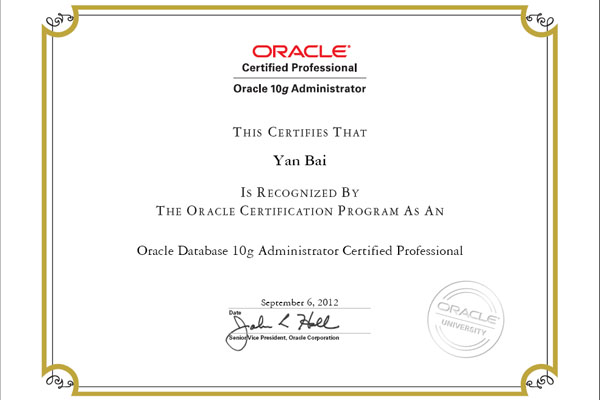 ORACLE
Certified Professional
Oracle 10g Administrator
THIS CERTIFIES THAT
Yan Bai
IS RECOGNIZED BY
THE ORACLE CERTIFICATION PROGRAM AS AN
Oracle Database 10g Administrator Certified Professional
September 6, 2012
Date
John L Hall
Senior Vice President, Oracle Corporation
ORACLE
UNIVERSITY